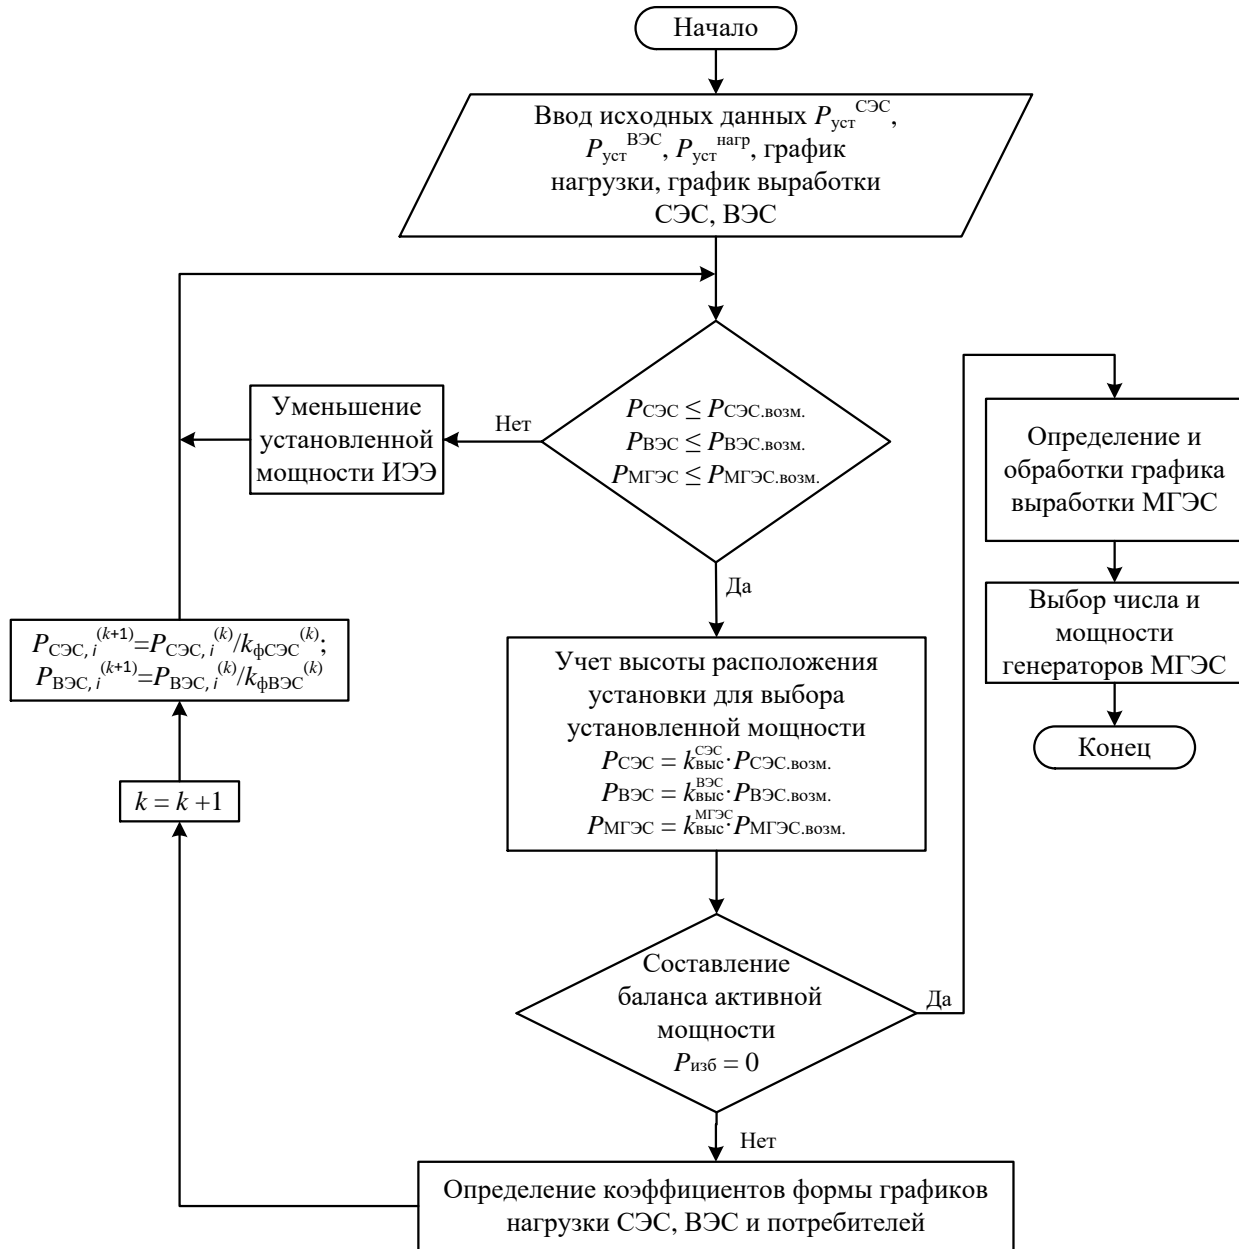 Начало
Ввод исходных данных P_уст^СЭС,
P_уст^ВЭС, P_уст^нагр, график
нагрузки, график выработки
СЭС, ВЭС
P_СЭС ≤ P_СЭС.возм.
P_ВЭС ≤ P_ВЭС.возм.
P_МГЭС ≤ P_МГЭС.возм.
Нет
Уменьшение
установленной
мощности ИЭЭ
Да
Учет высоты расположения
установки для выбора
установленной мощности
P_СЭС = k_выс^СЭС·P_СЭС.возм.
P_ВЭС = k_выс^ВЭС·P_ВЭС.возм.
P_МГЭС = k_выс^МГЭС·P_МГЭС.возм.
Составление
баланса активной
мощности
P_изб = 0
Да
Нет
Определение коэффициентов формы графиков
нагрузки СЭС, ВЭС и потребителей
k = k +1
P_СЭС, i^(k+1)=P_СЭС, i^(k)/k_фСЭС^(k);
P_ВЭС, i^(k+1)=P_ВЭС, i^(k)/k_фВЭС^(k)
Определение и
обработки графика
выработки МГЭС
Выбор числа и
мощности
генераторов МГЭС
Конец